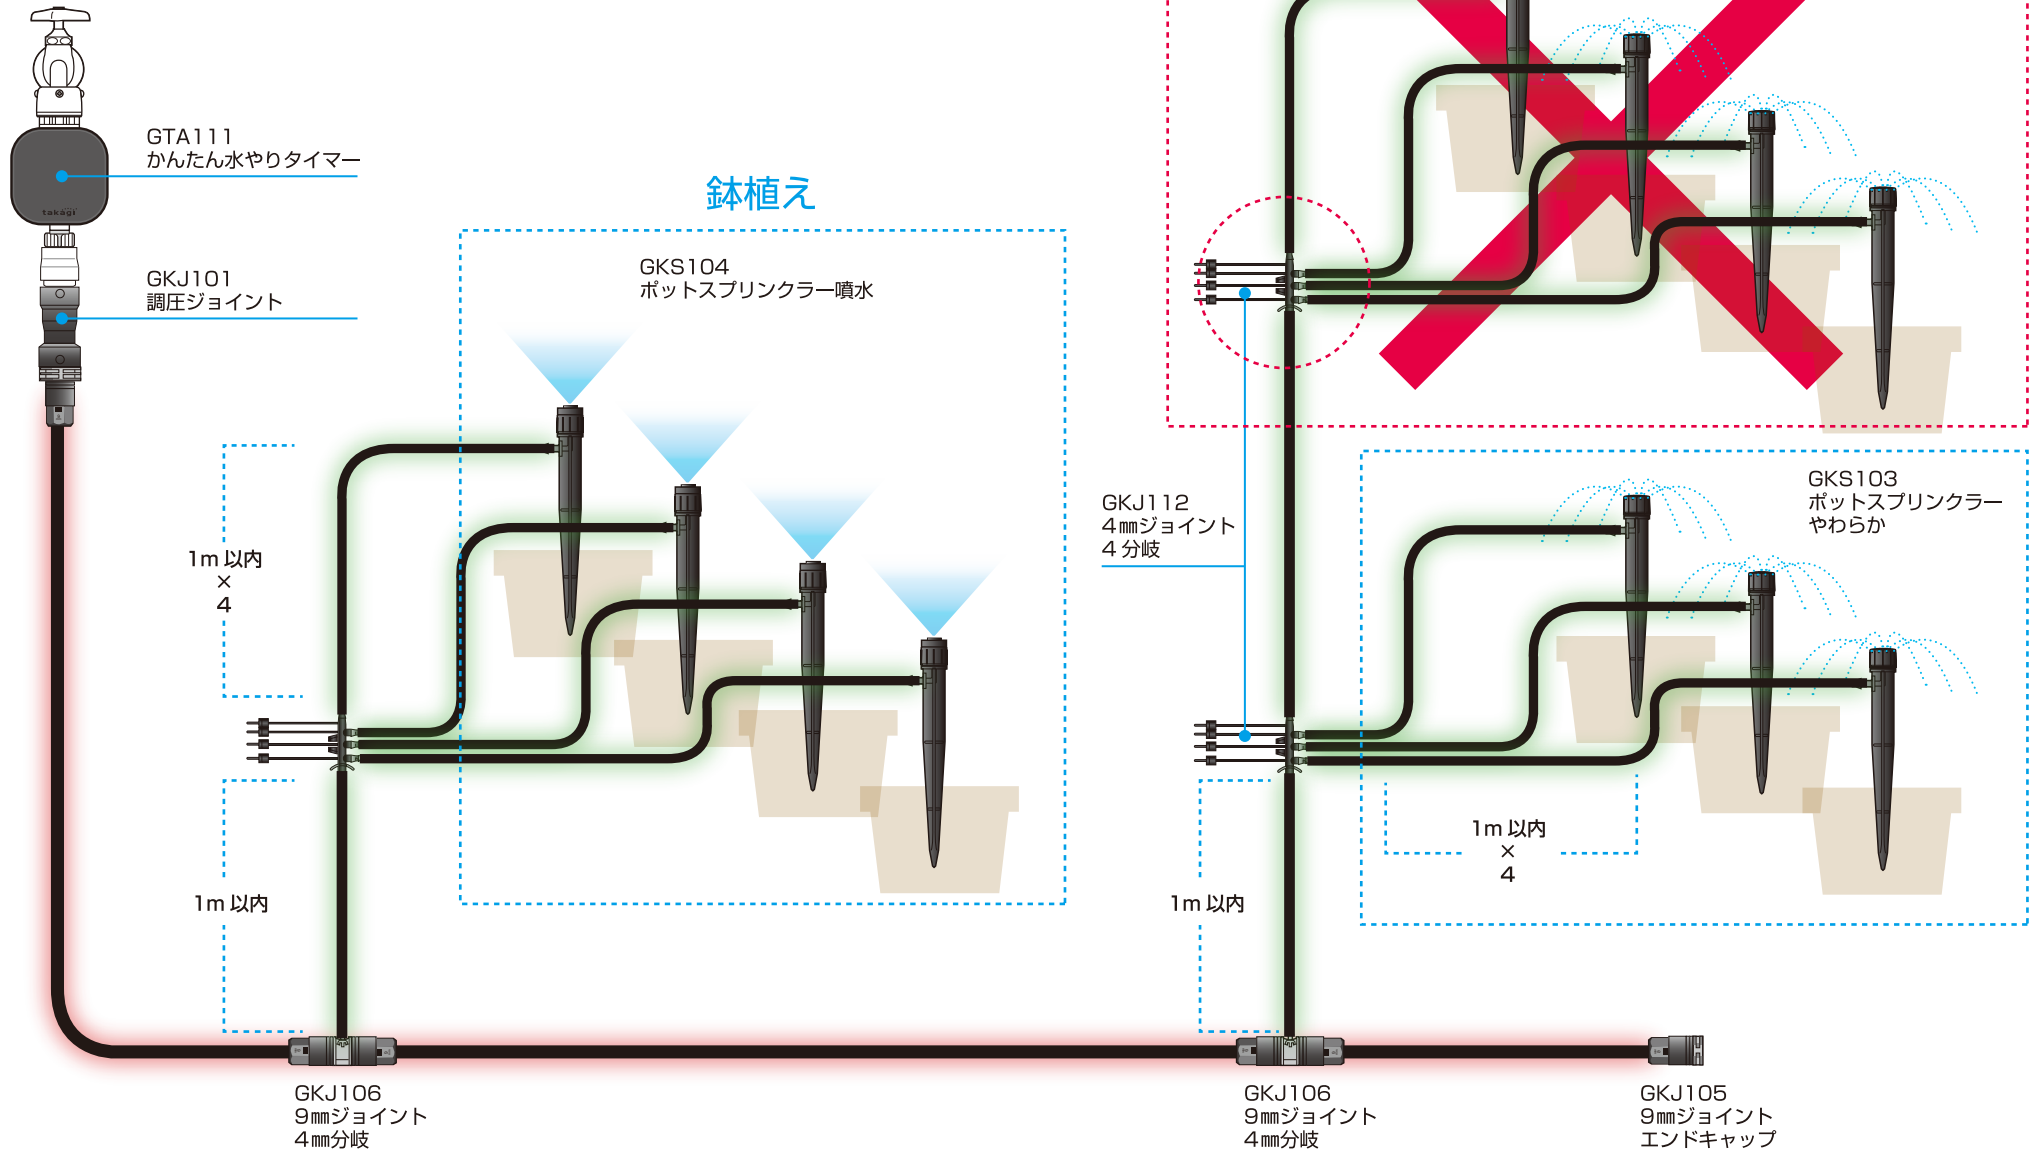 GTA111
かんたん水やりタイマー
takagi
GKJ101
調圧ジョイント
鉢植え
GKS104
ポットスプリンクラー噴水
1m 以内
×
4
1m 以内
GKJ112
4㎜ジョイント
4 分岐
GKS103
ポットスプリンクラー
やわらか
1m 以内
×
4
1m 以内
GKJ106
9㎜ジョイント
4㎜分岐
GKJ106
9㎜ジョイント
4㎜分岐
GKJ105
9㎜ジョイント
エンドキャップ